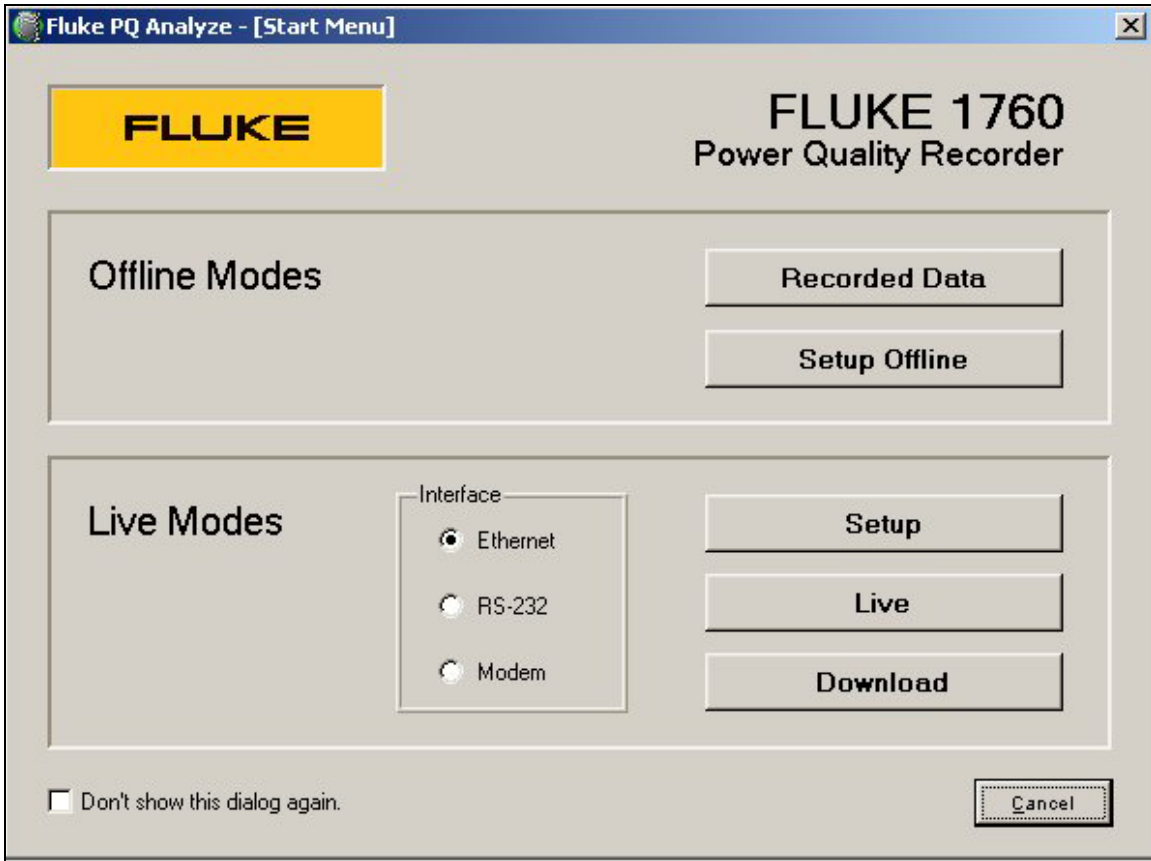 Fluke PQ Analyze - [Start Menu]
FLUKE
FLUKE 1760
Power Quality Recorder
Offline Modes
Recorded Data
Setup Offline
Live Modes
Interface
Ethernet
RS-232
Modem
Setup
Live
Download
Don't show this dialog again.
Cancel